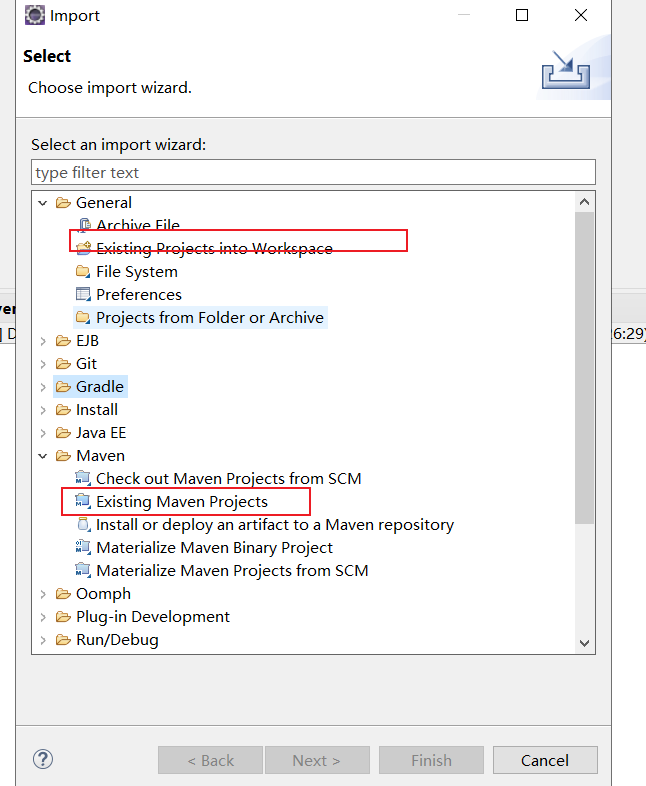 Import
Select
Choose import wizard.
Select an import wizard:
type filter text
General
Archive File
Existing Projects into Workspace
File System
Preferences
Projects from Folder or Archive
EJB
Git
Gradle
Install
Java EE
Maven
Check out Maven Projects from SCM
Existing Maven Projects
Install or deploy an artifact to a Maven repository
Materialize Maven Binary Project
Materialize Maven Projects from SCM
Oomph
Plug-in Development
Run/Debug
ver
] D
26:29)
< Back
Next >
Finish
Cancel